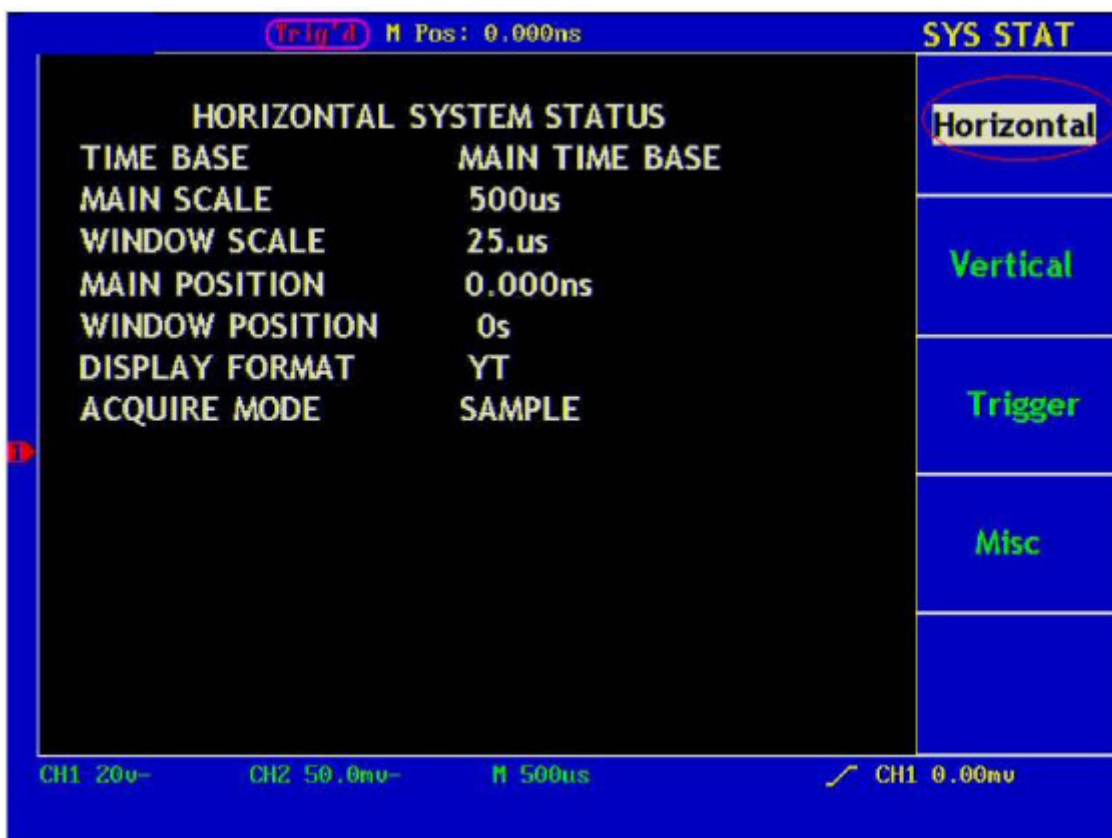 Trig'd M Pos: 0.000ns SYS STAT
HORIZONTAL SYSTEM STATUS
TIME BASE MAIN TIME BASE
MAIN SCALE 500us
WINDOW SCALE 25.us
MAIN POSITION 0.000ns
WINDOW POSITION 0s
DISPLAY FORMAT YT
ACQUIRE MODE SAMPLE
Horizontal
Vertical
Trigger
Misc
1
CH1 20v- CH2 50.0mv- M 500us CH1 0.00mv